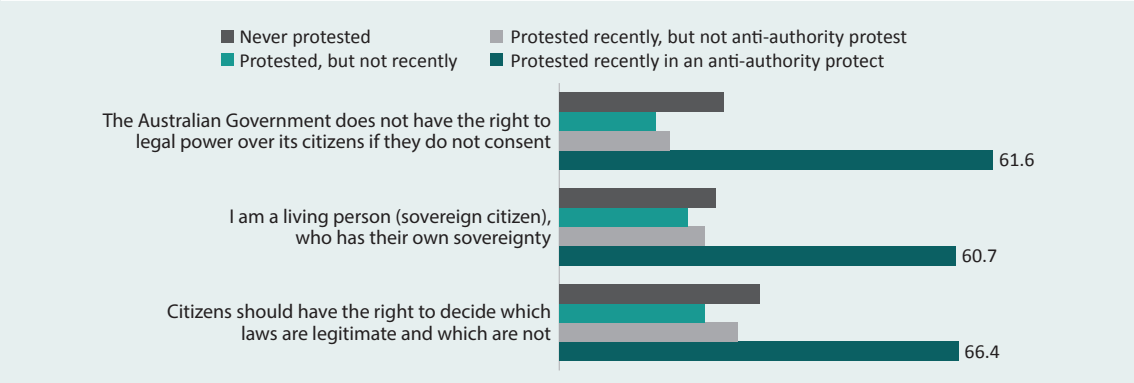 Never protested
Protested recently, but not anti-authority protest
Protested, but not recently
Protested recently in an anti-authority protect
The Australian Government does not have the right to
legal power over its citizens if they do not consent
61.6
I am a living person (sovereign citizen),
who has their own sovereignty
60.7
Citizens should have the right to decide which
laws are legitimate and which are not
66.4